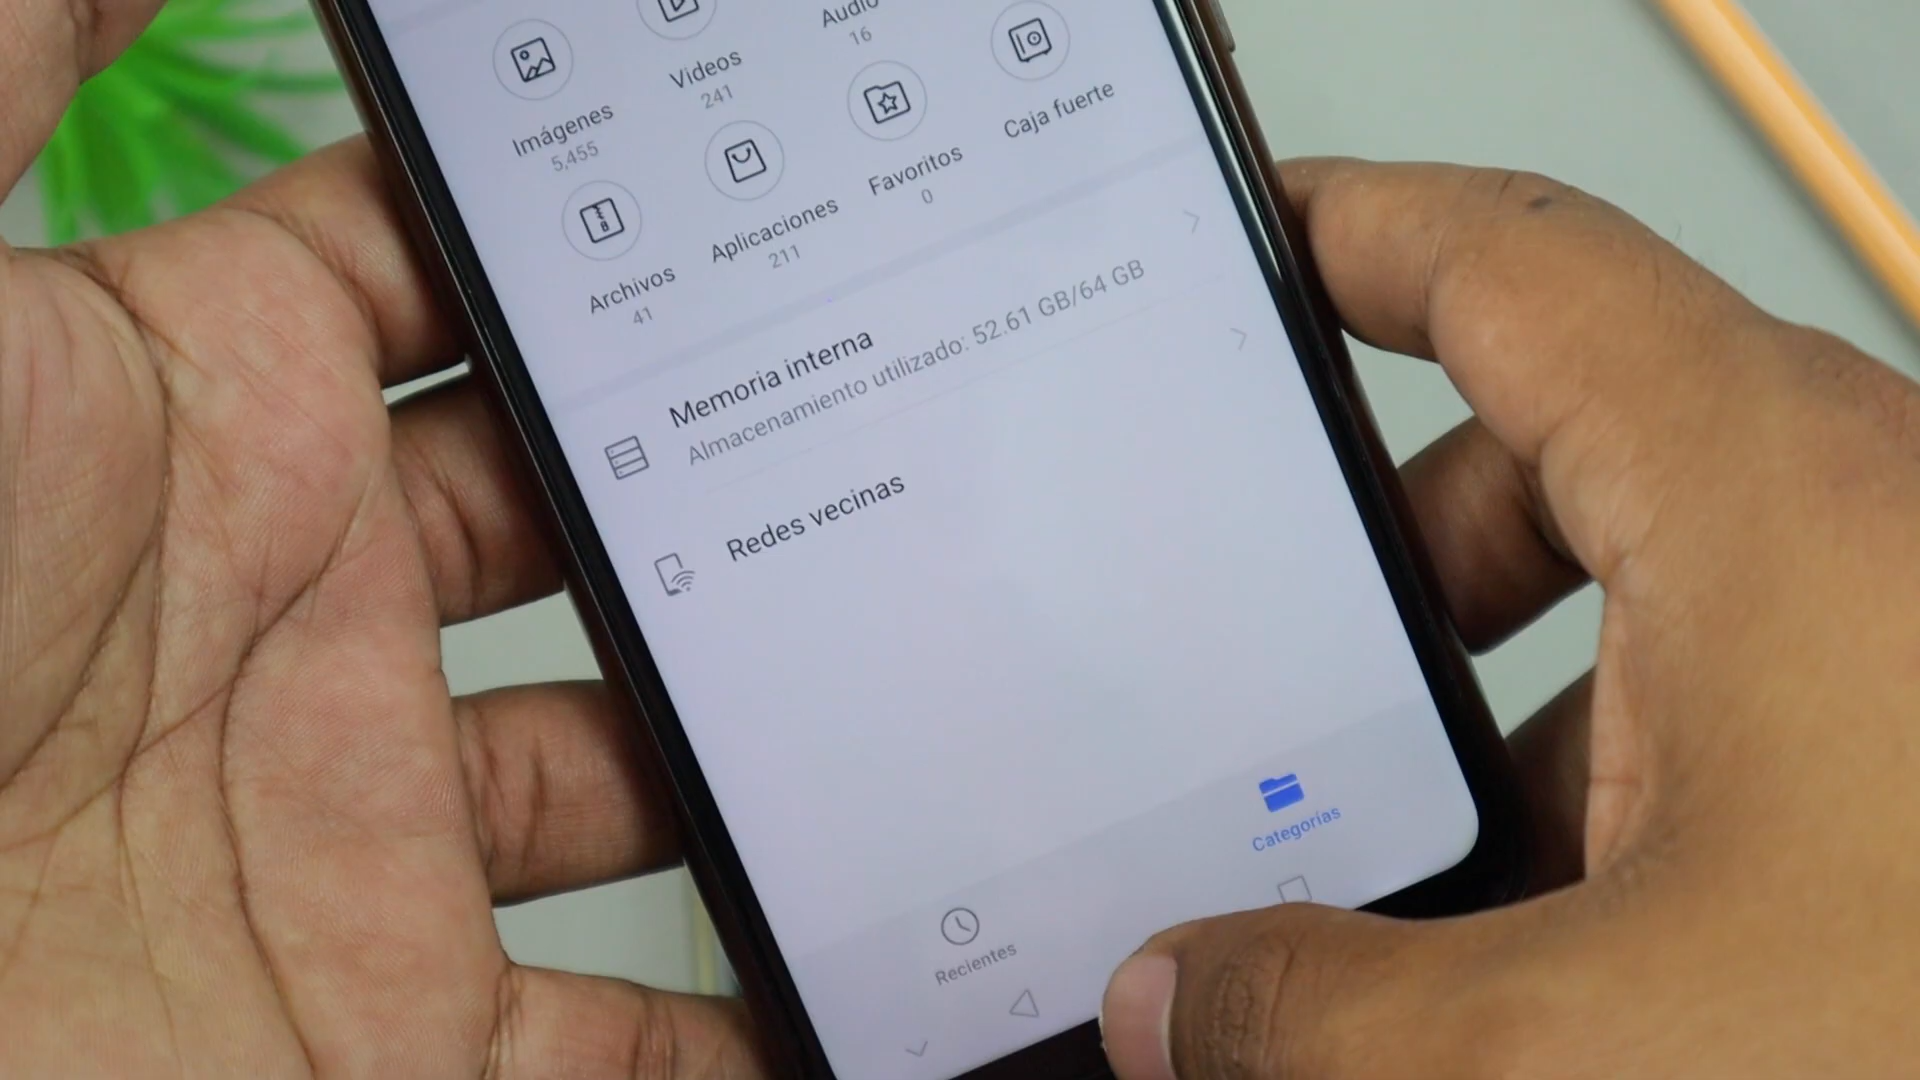 Imágenes
5,455
Videos
241
Audio
16
Caja fuerte
Archivos
41
Aplicaciones
211
Favoritos
0
Memoria interna
Almacenamiento utilizado: 52.61 GB/64 GB
Redes vecinas
Recientes
Categorías